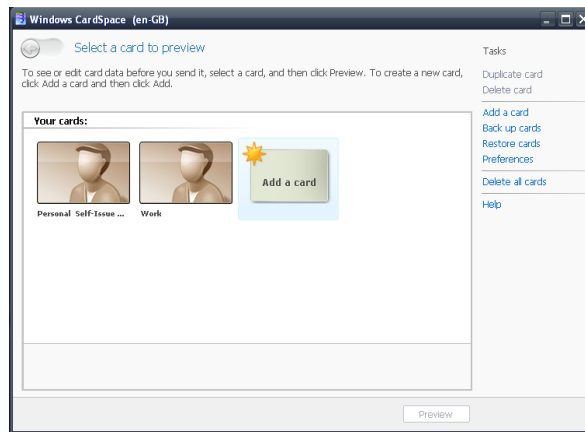 Windows CardSpace (en-GB)
Select a card to preview
To see or edit card data before you send it, select a card, and then click Preview. To create a new card,
click Add a card and then click Add.
Your cards:
Personal Self-Issue ...
Work
Add a card
Preview
Tasks
Duplicate card
Delete card
Add a card
Back up cards
Restore cards
Preferences
Delete all cards
Help